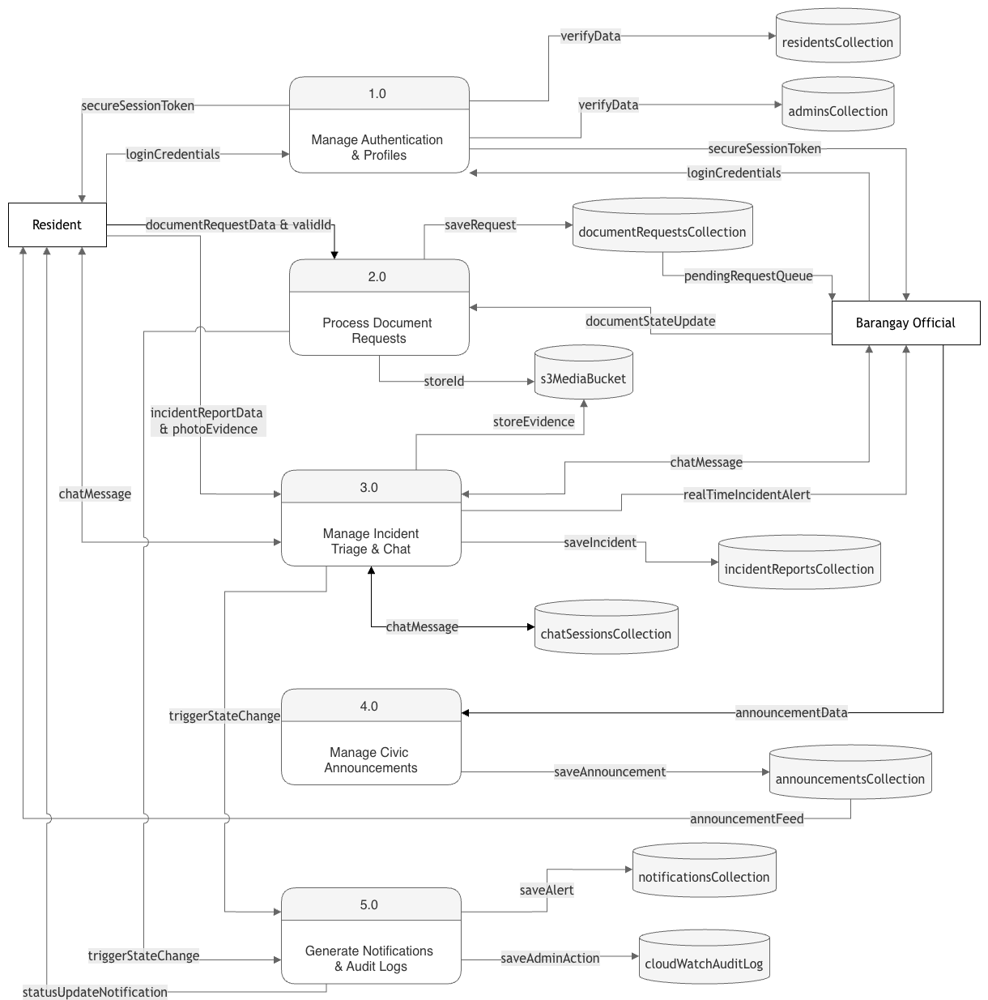 verifyData
residentsCollection
1.0
secureSessionToken
verifyData
adminsCollection
Manage Authentication
& Profiles
loginCredentials
secureSessionToken
loginCredentials
Resident
documentRequestData & validId
saveRequest
documentRequestsCollection
2.0
pendingRequestQueue
Process Document
Requests
documentStateUpdate
Barangay Official
storeId
s3MediaBucket
incidentReportData
& photoEvidence
storeEvidence
chatMessage
3.0
chatMessage
realTimeIncidentAlert
Manage Incident
Triage & Chat
saveIncident
incidentReportsCollection
chatMessage
chatSessionsCollection
triggerStateChange
4.0
announcementData
Manage Civic
Announcements
saveAnnouncement
announcementsCollection
announcementFeed
notificationsCollection
saveAlert
5.0
Generate Notifications
& Audit Logs
triggerStateChange
saveAdminAction
cloudWatchAuditLog
statusUpdateNotification